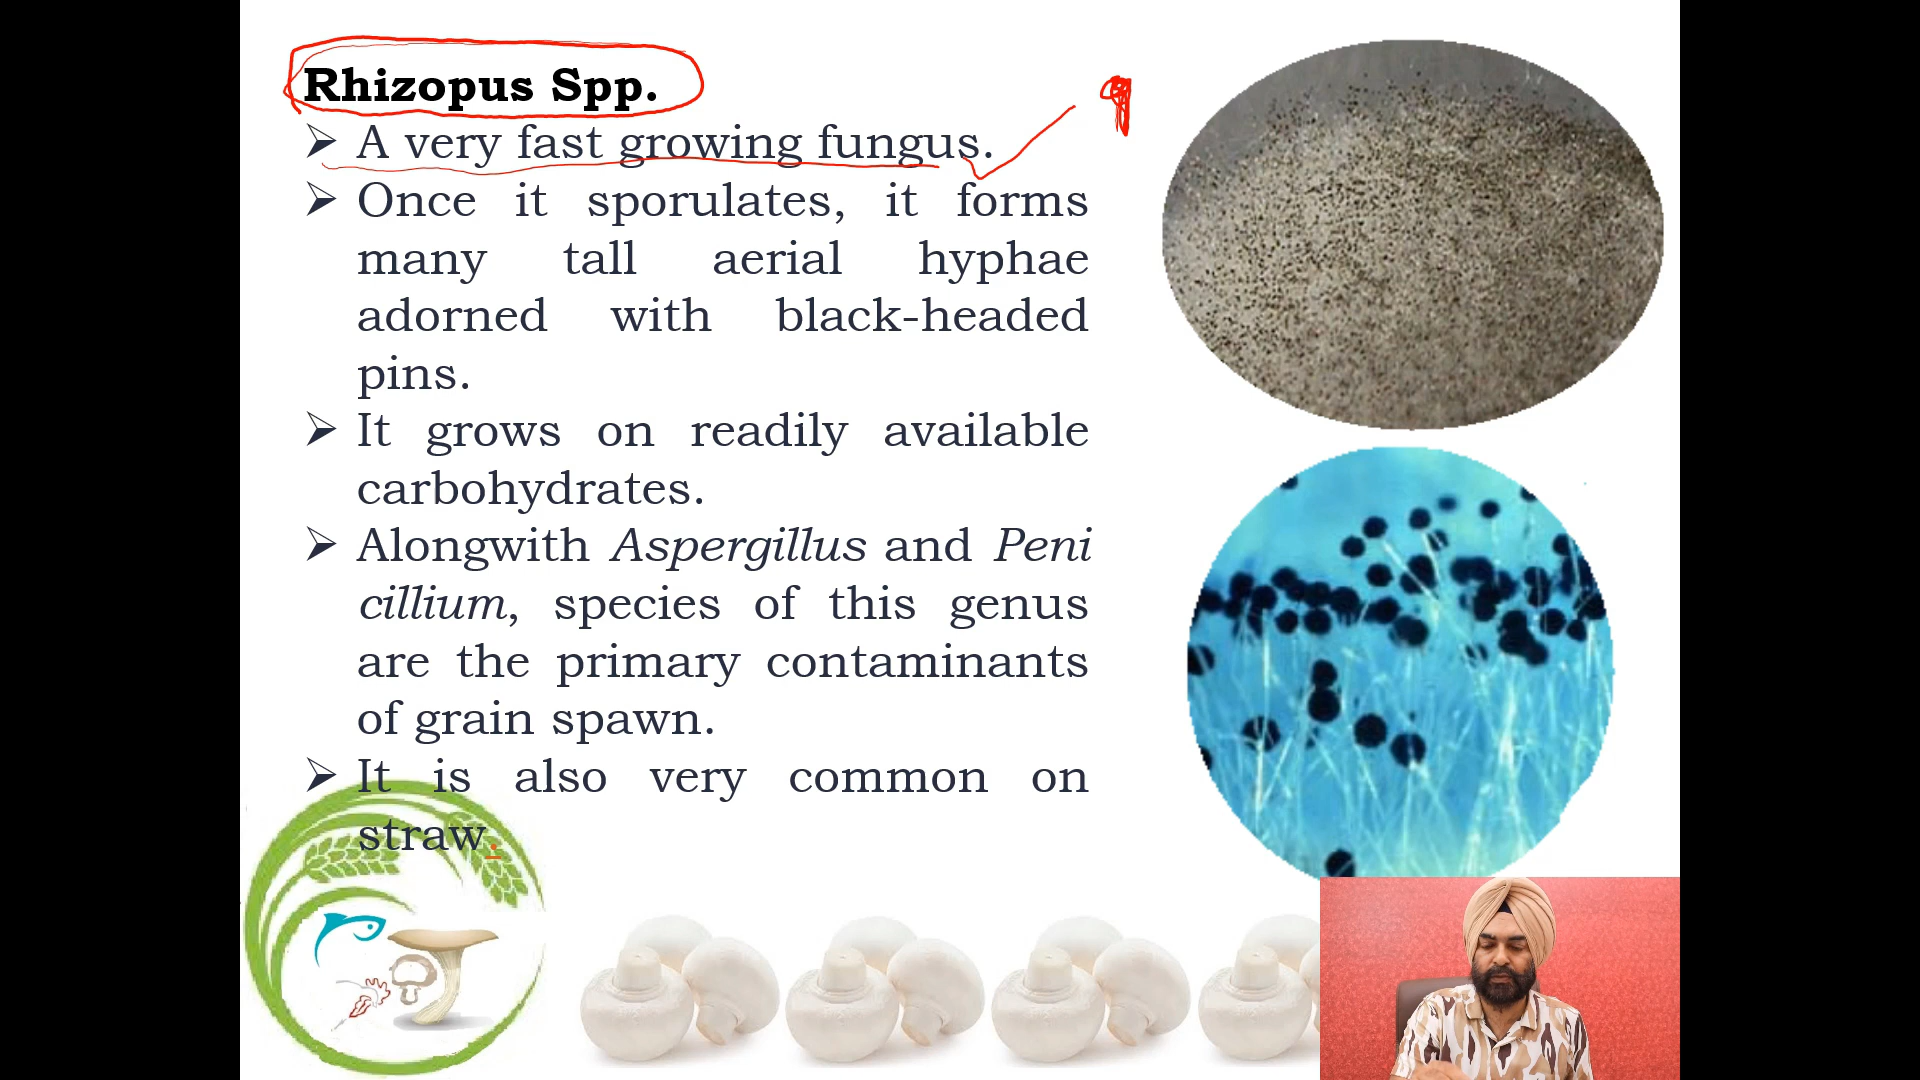 Rhizopus Spp.
➢ A very fast growing fungus.
➢ Once it sporulates, it forms
many tall aerial hyphae
adorned with black-headed
pins.
➢ It grows on readily available
carbohydrates.
➢ Alongwith Aspergillus and Peni
cillium, species of this genus
are the primary contaminants
of grain spawn.
➢ It is also very common on
straw.